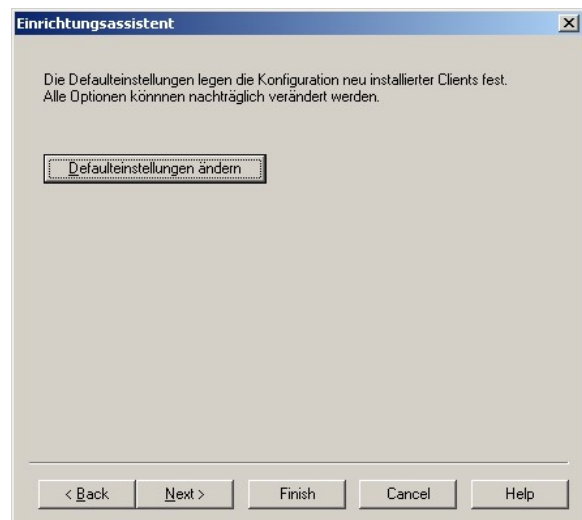 Einrichtungsassistent
Die Defaulteinstellungen legen die Konfiguration neu installierter Clients fest.
Alle Optionen könnnen nachträglich verändert werden.
Defaulteinstellungen ändern
< Back Next > Finish Cancel Help